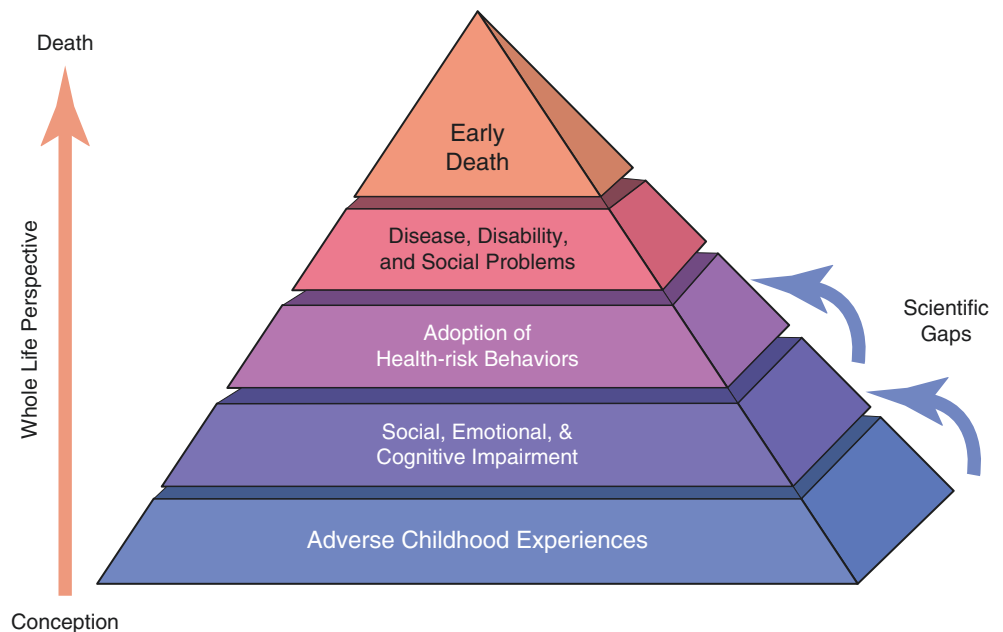 Death
Whole Life Perspective
Conception
Early
Death
Disease, Disability,
and Social Problems
Adoption of
Health-risk Behaviors
Social, Emotional, &
Cognitive Impairment
Adverse Childhood Experiences
Scientific
Gaps